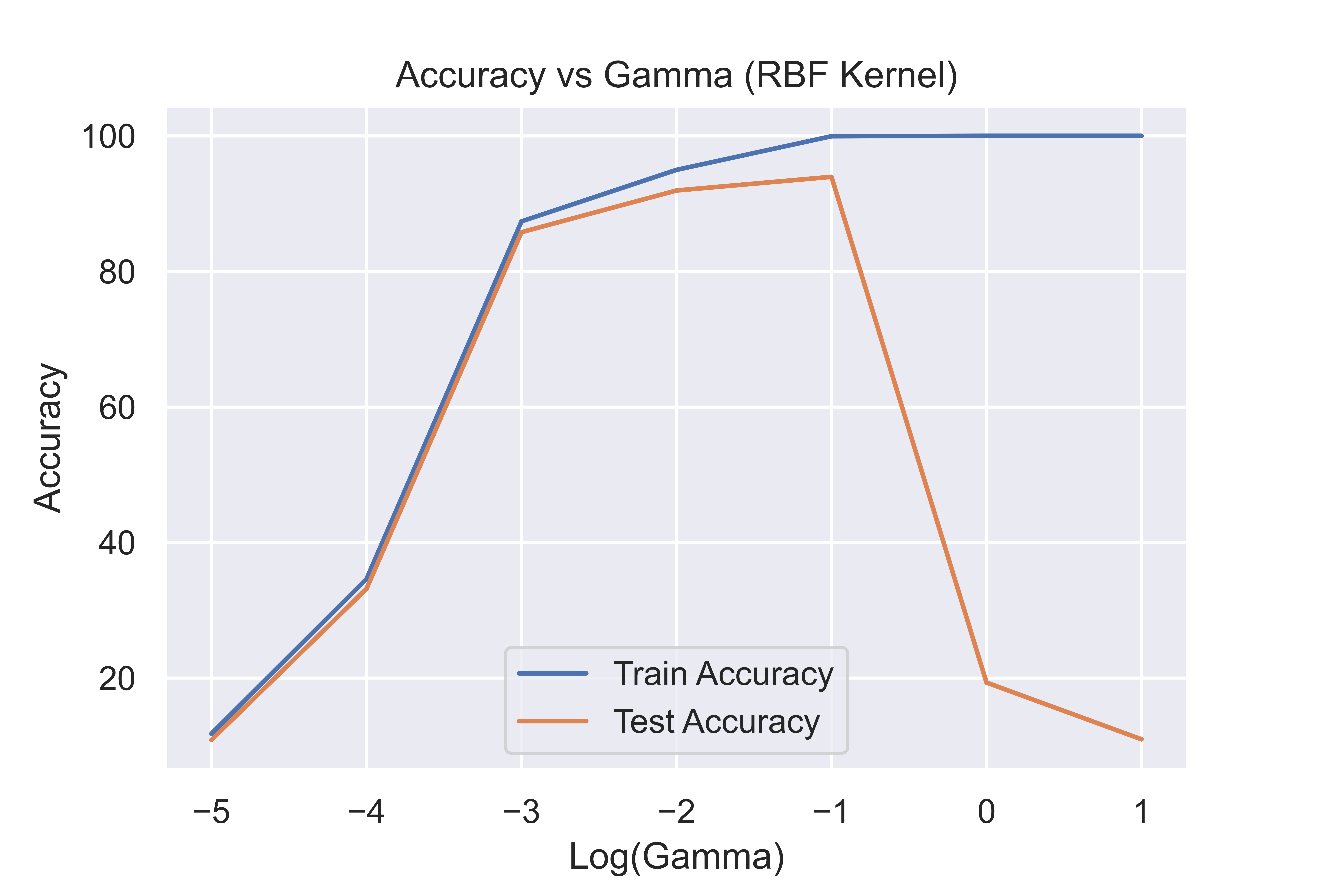 Accuracy vs Gamma (RBF Kernel)
100
80
60
40
20
Accuracy
Train Accuracy
Test Accuracy
−5 −4 −3 −2 −1 0 1
Log(Gamma)